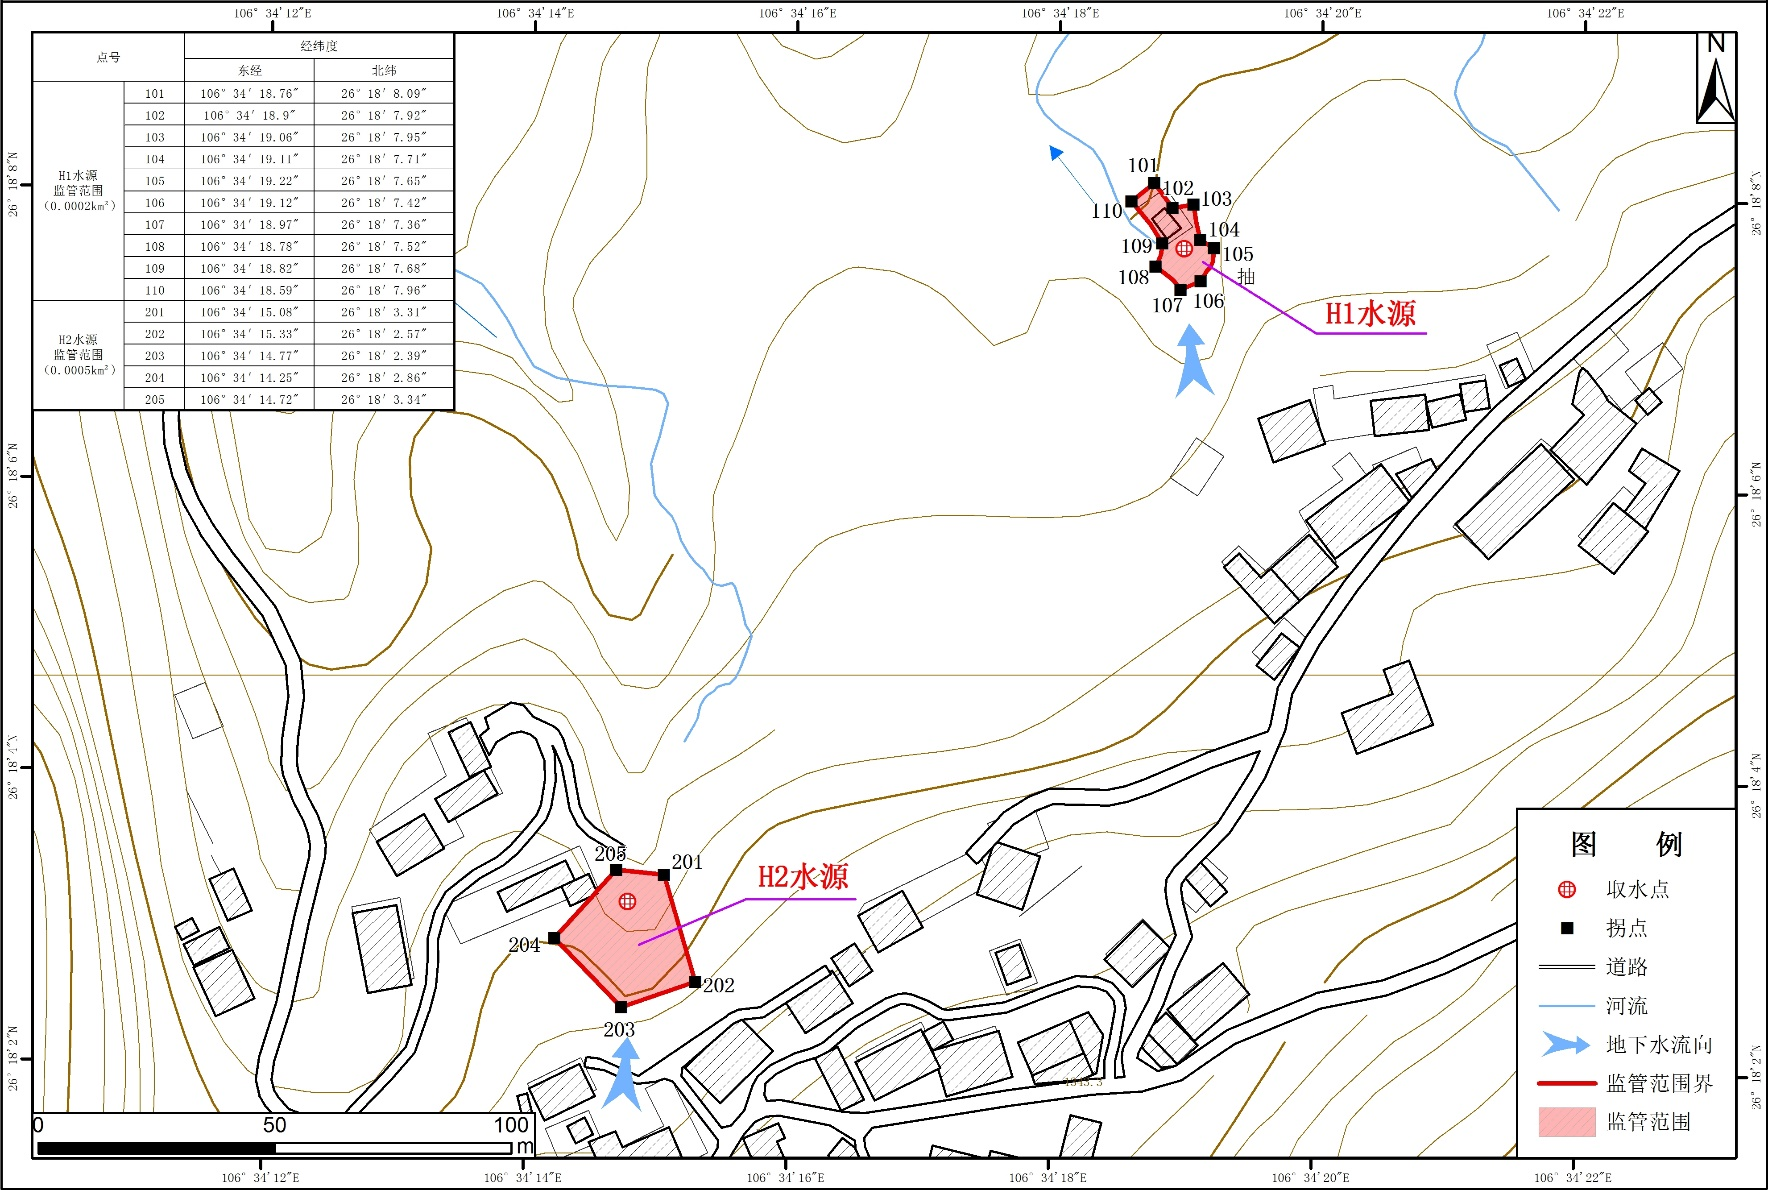 106° 34′12″E
106° 34′14″E
106° 34′16″E
106° 34′18″E
106° 34′20″E
106° 34′22″E
点号
经纬度
东经
北纬
H1水源
监管范围
(0.0002km²)
101 106° 34′ 18.76″ 26° 18′ 8.09″
102 106° 34′ 18.9″ 26° 18′ 7.92″
103 106° 34′ 19.06″ 26° 18′ 7.95″
104 106° 34′ 19.11″ 26° 18′ 7.71″
105 106° 34′ 19.22″ 26° 18′ 7.65″
106 106° 34′ 19.12″ 26° 18′ 7.42″
107 106° 34′ 18.97″ 26° 18′ 7.36″
108 106° 34′ 18.78″ 26° 18′ 7.52″
109 106° 34′ 18.82″ 26° 18′ 7.68″
110 106° 34′ 18.59″ 26° 18′ 7.96″
H2水源
监管范围
(0.0005km²)
201 106° 34′ 15.08″ 26° 18′ 3.31″
202 106° 34′ 15.33″ 26° 18′ 2.57″
203 106° 34′ 14.77″ 26° 18′ 2.39″
204 106° 34′ 14.25″ 26° 18′ 2.86″
205 106° 34′ 14.72″ 26° 18′ 3.34″
N
26° 18′8″N
26° 18′6″N
26° 18′4″N
26° 18′2″N
26° 18′8″N
26° 18′6″N
26° 18′4″N
26° 18′2″N
101
102
103
110
104
109
105
108
抽
106
107
H1水源
205
201
H2水源
204
202
203
图 例
取水点
拐点
道路
河流
地下水流向
监管范围界
监管范围
0 50 100
m
106° 34′12″E
106° 34′14″E
106° 34′16″E
106° 34′18″E
106° 34′20″E
106° 34′22″E